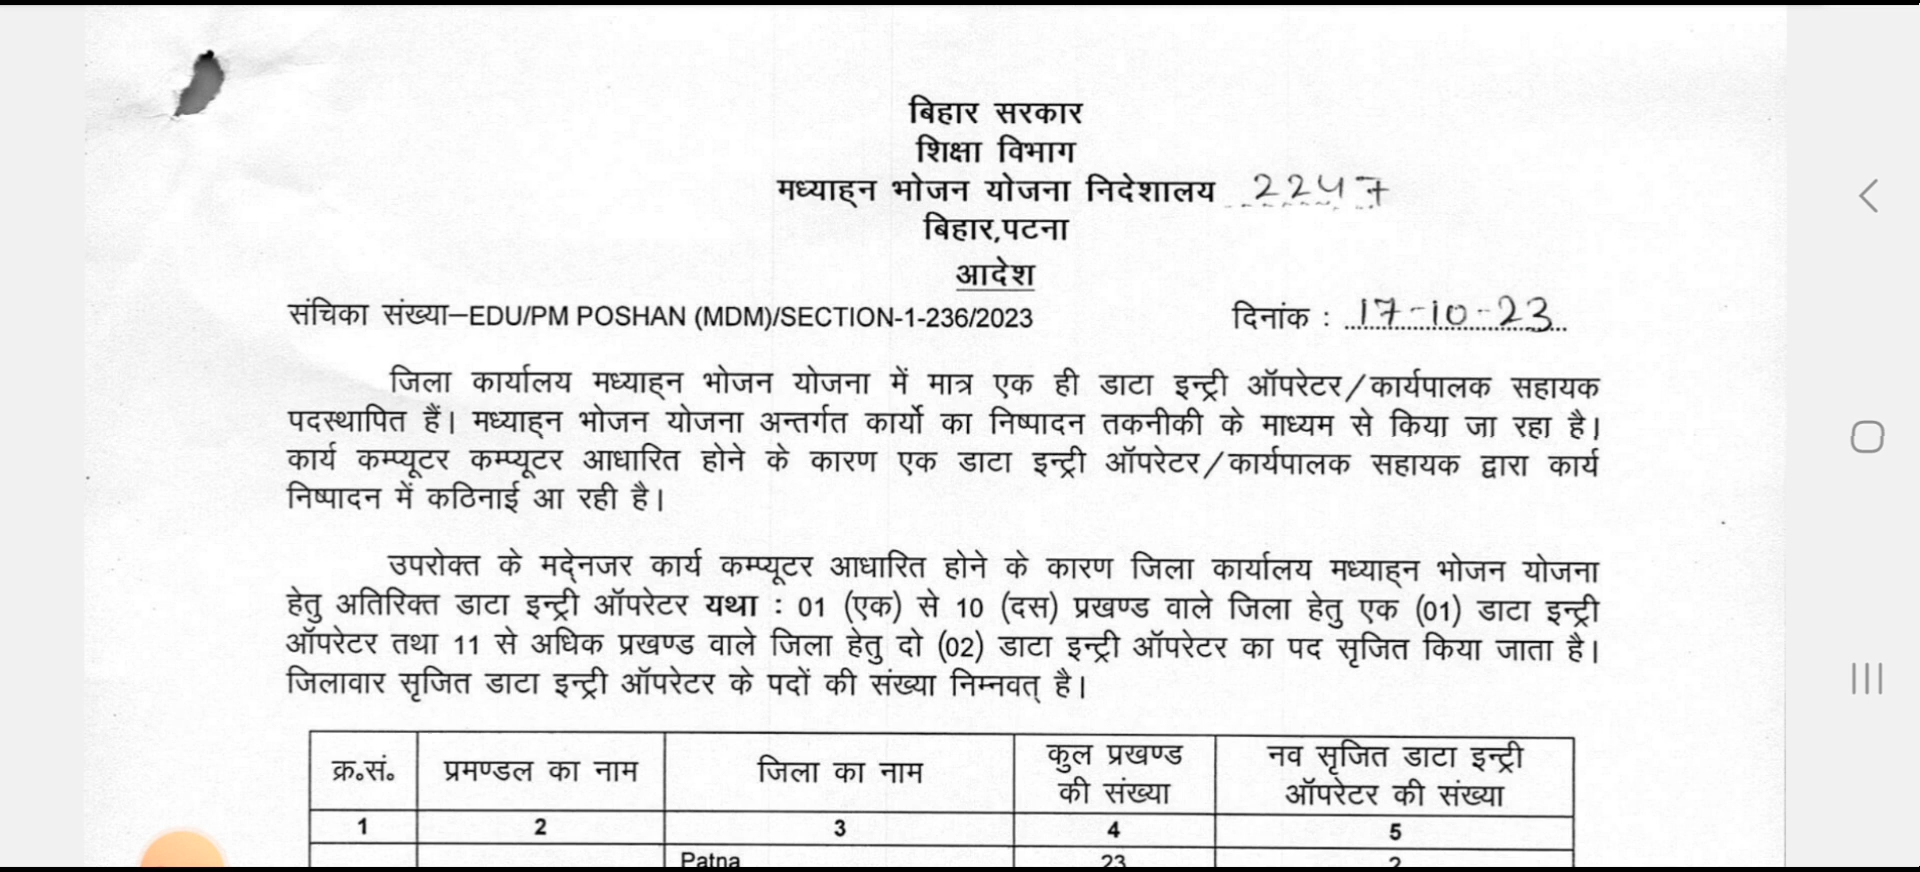 बिहार सरकार
शिक्षा विभाग
मध्याह्न भोजन योजना निदेशालय 2247
बिहार,पटना
आदेश
संचिका संख्या–EDU/PM POSHAN (MDM)/SECTION-1-236/2023 दिनांक : 17-10-23
जिला कार्यालय मध्याह्न भोजन योजना में मात्र एक ही डाटा इन्ट्री ऑपरेटर/कार्यपालक सहायक
पदस्थापित हैं। मध्याह्न भोजन योजना अन्तर्गत कार्यो का निष्पादन तकनीकी के माध्यम से किया जा रहा है।
कार्य कम्प्यूटर कम्प्यूटर आधारित होने के कारण एक डाटा इन्ट्री ऑपरेटर/कार्यपालक सहायक द्वारा कार्य
निष्पादन में कठिनाई आ रही है।
उपरोक्त के मद्देनजर कार्य कम्प्यूटर आधारित होने के कारण जिला कार्यालय मध्याह्न भोजन योजना
हेतु अतिरिक्त डाटा इन्ट्री ऑपरेटर यथा : 01 (एक) से 10 (दस) प्रखण्ड वाले जिला हेतु एक (01) डाटा इन्ट्री
ऑपरेटर तथा 11 से अधिक प्रखण्ड वाले जिला हेतु दो (02) डाटा इन्ट्री ऑपरेटर का पद सृजित किया जाता है।
जिलावार सृजित डाटा इन्ट्री ऑपरेटर के पदों की संख्या निम्नवत् है।
क्र.सं. प्रमण्डल का नाम जिला का नाम कुल प्रखण्ड की संख्या नव सृजित डाटा इन्ट्री ऑपरेटर की संख्या
1 2 3 4 5
Patna 23 2